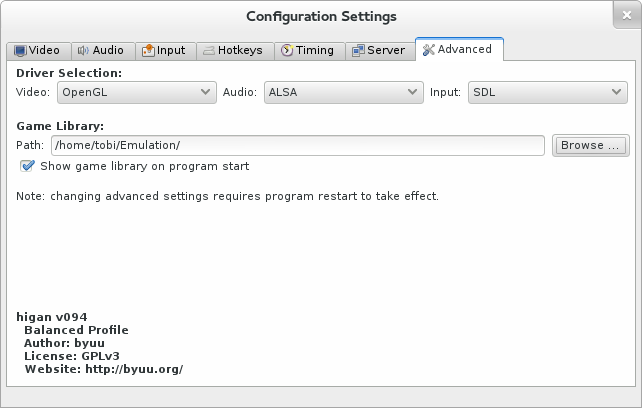 Configuration Settings
Video Audio Input Hotkeys Timing Server Advanced
Driver Selection:
Video: OpenGL Audio: ALSA Input: SDL
Game Library:
Path: /home/tobi/Emulation/ Browse ...
Show game library on program start
Note: changing advanced settings requires program restart to take effect.
higan v094
Balanced Profile
Author: byuu
License: GPLv3
Website: http://byuu.org/